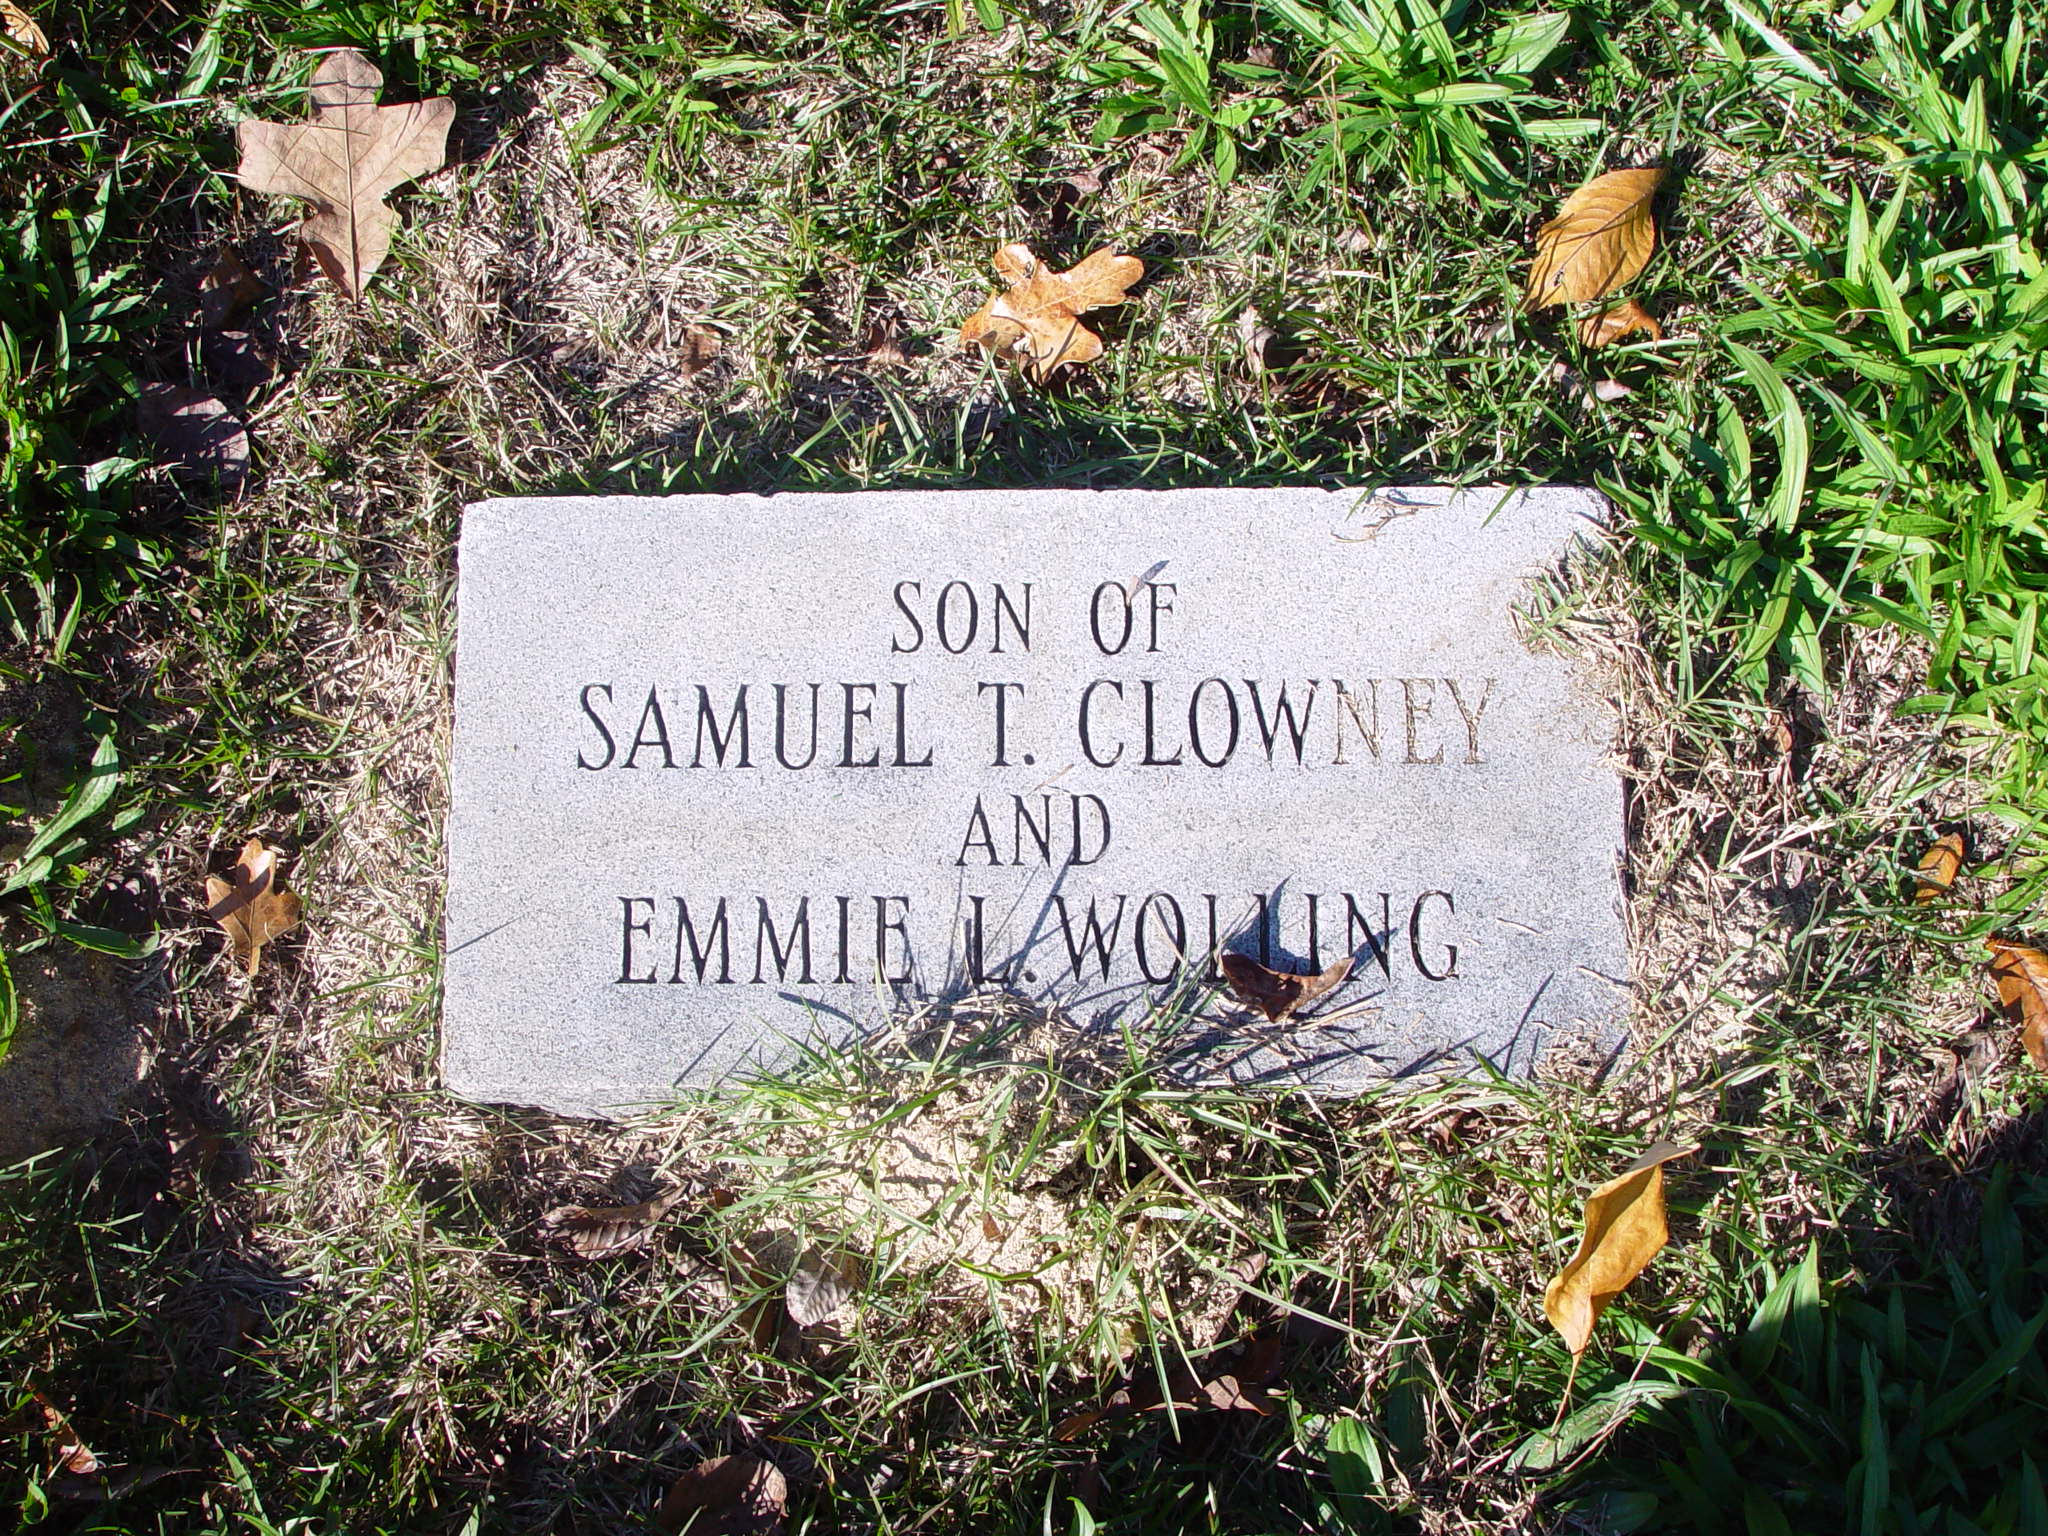 SON OF
SAMUEL T. CLOWNEY
AND
EMMIE L. WOLLING